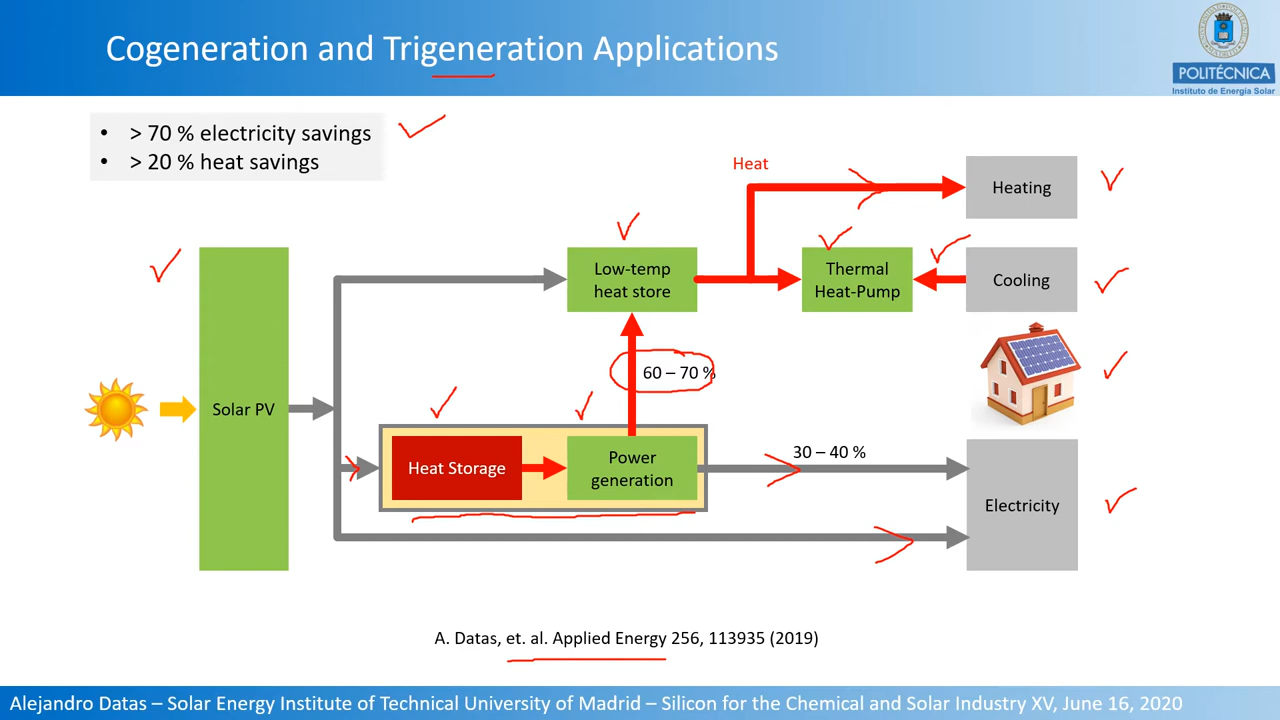 Cogeneration and Trigeneration Applications
POLITÉCNICA
Instituto de Energía Solar
• > 70 % electricity savings
• > 20 % heat savings
Heat
Heating
Low-temp
heat store
Thermal
Heat-Pump
Cooling
60 – 70 %
Solar PV
Heat Storage
Power
generation
30 – 40 %
Electricity
A. Datas, et. al. Applied Energy 256, 113935 (2019)
Alejandro Datas – Solar Energy Institute of Technical University of Madrid – Silicon for the Chemical and Solar Industry XV, June 16, 2020